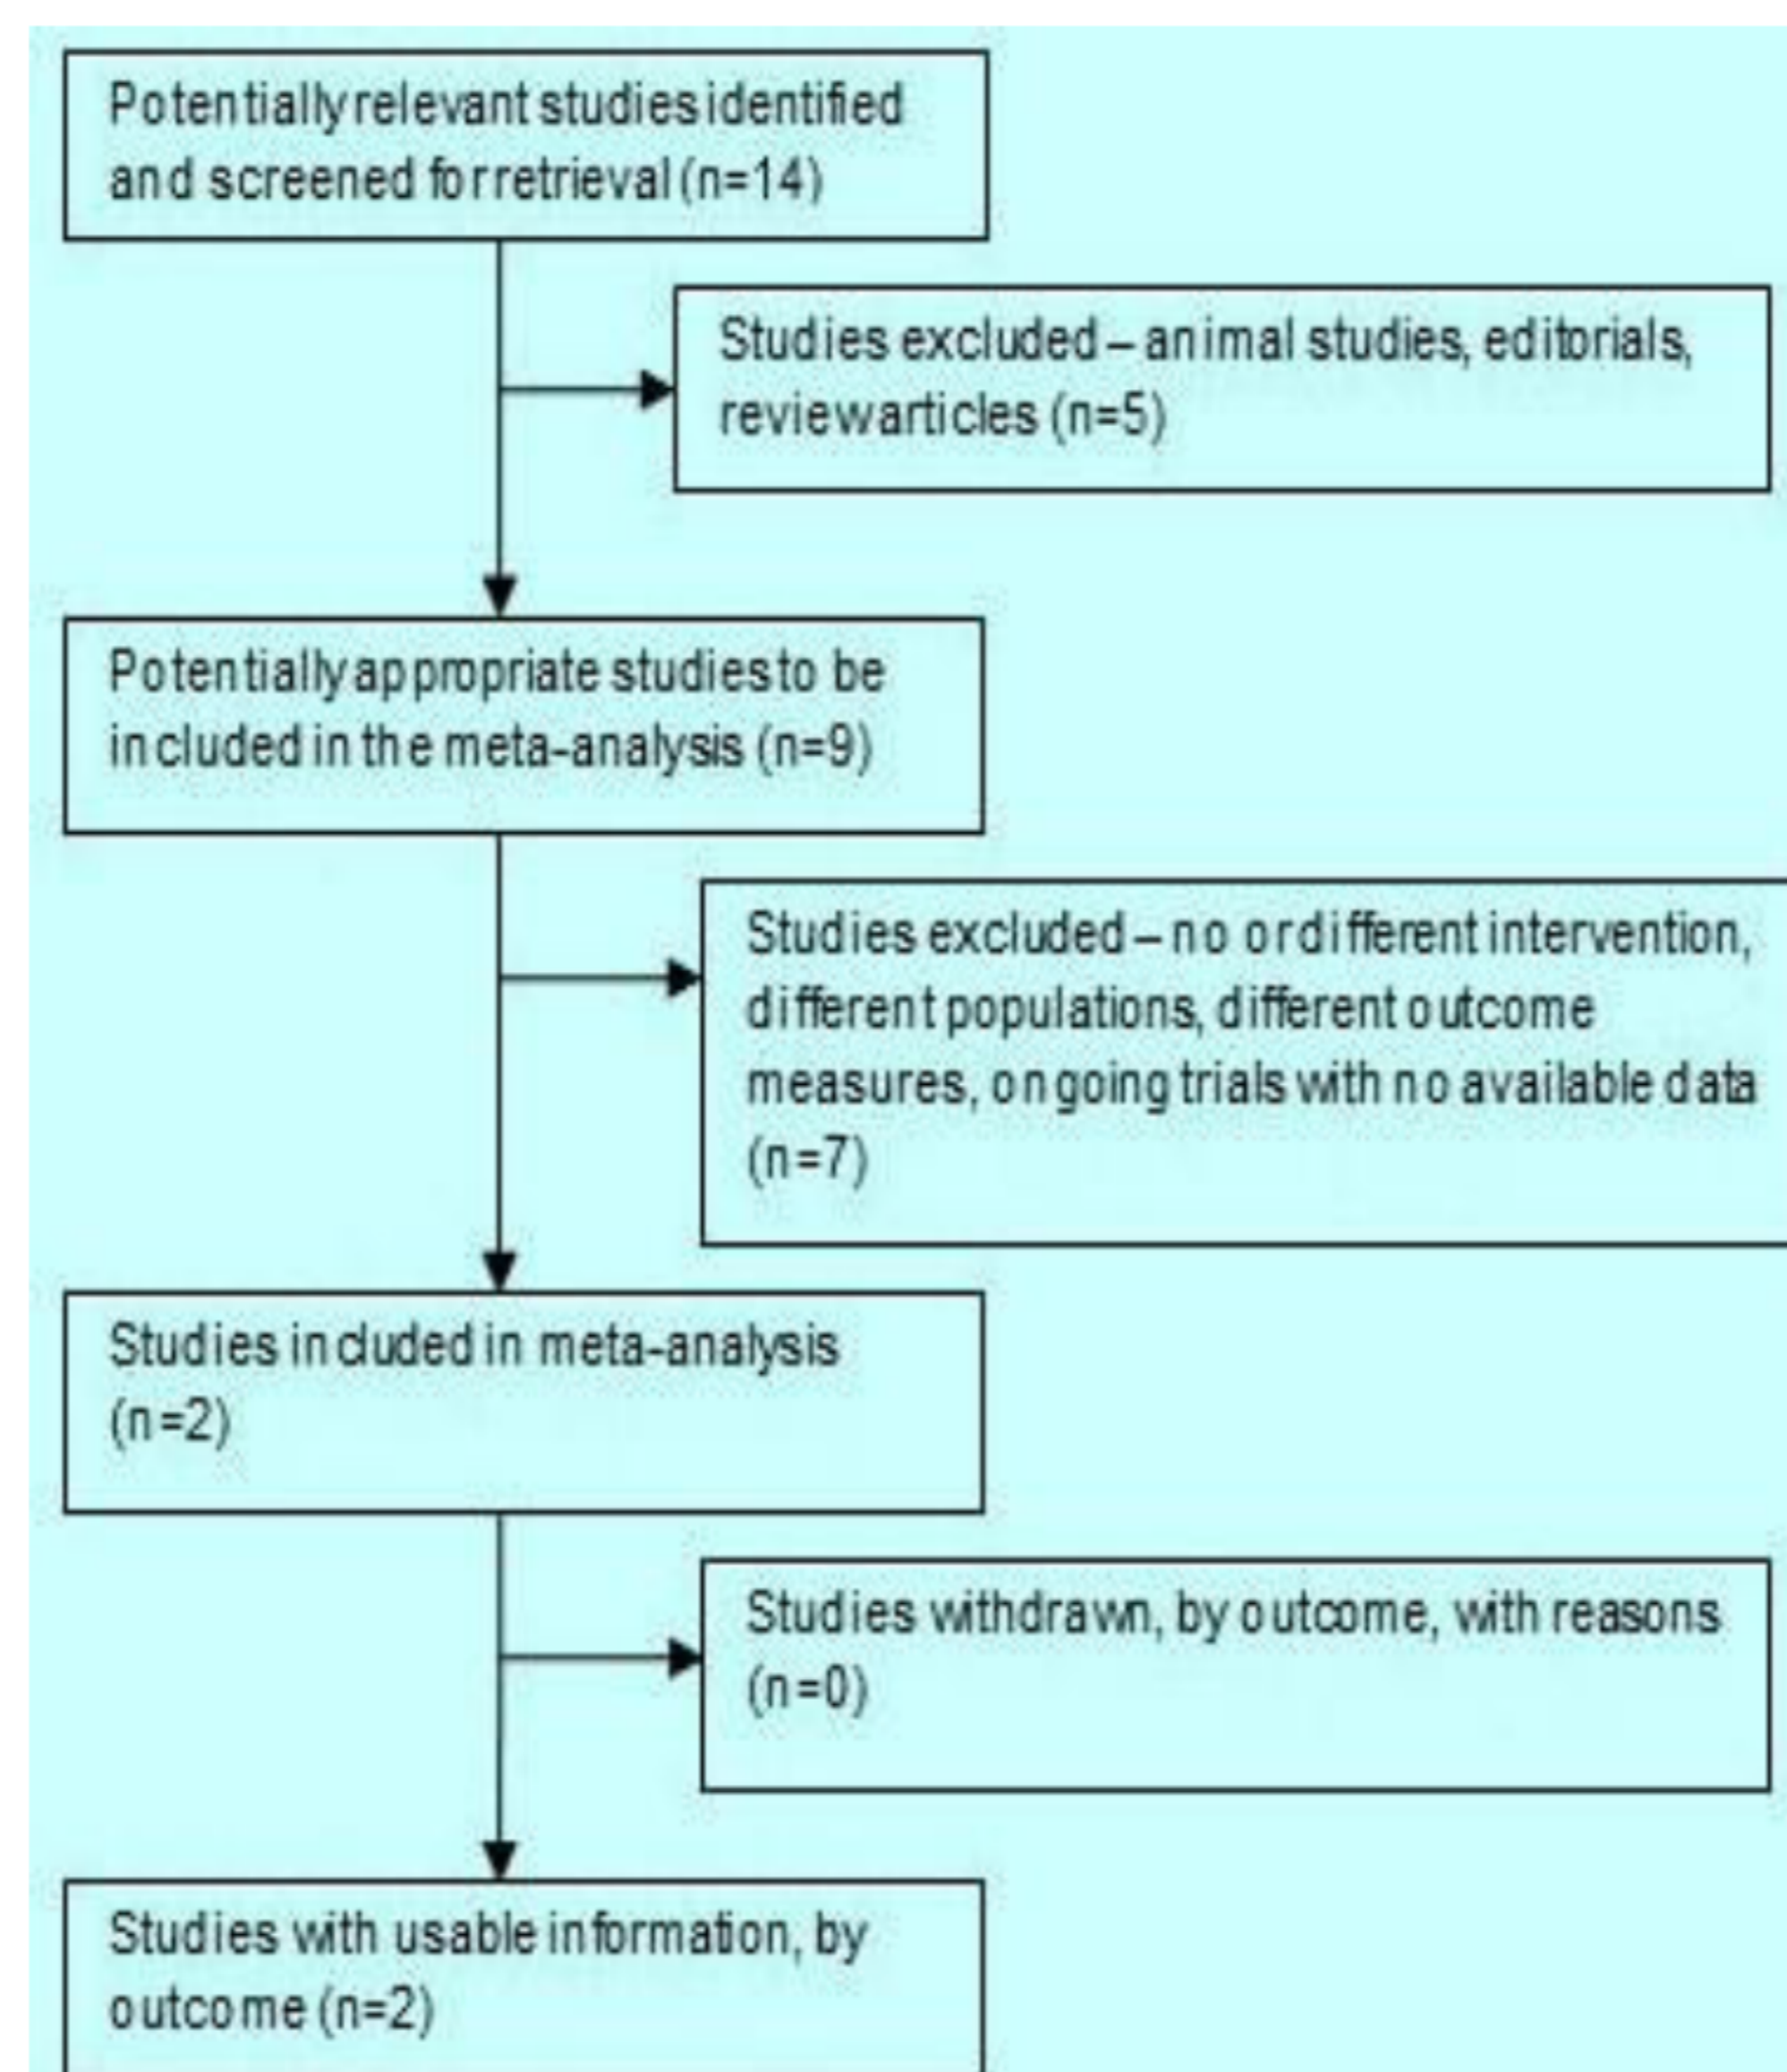 Potentially relevant studies identified
and screened for retrieval (n=14)
Studies excluded – animal studies, editorials,
review articles (n=5)
Potentially appropriate studies to be
included in the meta-analysis (n=9)
Studies excluded – no or different intervention,
different populations, different outcome
measures, ongoing trials with no available data
(n=7)
Studies included in meta-analysis
(n=2)
Studies withdrawn, by outcome, with reasons
(n=0)
Studies with usable information, by
outcome (n=2)